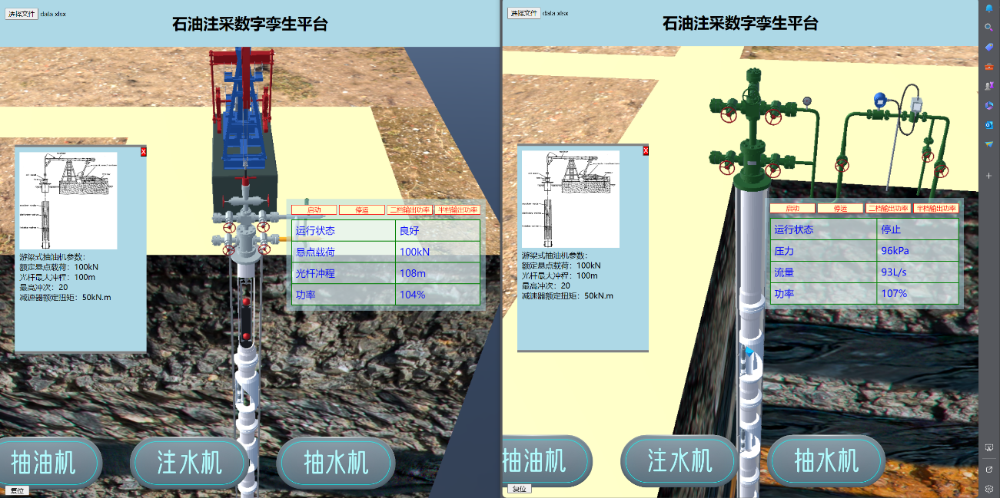 选择文件 data xlsx
石油注采数字孪生平台
X
游梁式抽油机参数:
额定悬点载荷: 100kN
光杆最大冲程: 100m
最高冲次: 20
减速器额定扭矩: 50kN.m
启动 停运 二档输出功率 半档输出功率
运行状态 良好
悬点载荷 100kN
光杆冲程 108m
功率 104%
抽油机 注水机 抽水机
复位
选择文件 data xlsx
石油注采数字孪生平台
X
游梁式抽油机参数:
额定悬点载荷: 100kN
光杆最大冲程: 100m
最高冲次: 20
减速器额定扭矩: 50kN.m
启动 停运 二档输出功率 半档输出功率
运行状态 停止
压力 96kPa
流量 93L/s
功率 107%
抽油机 注水机 抽水机
复位